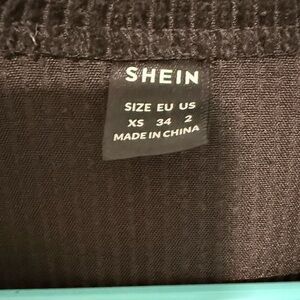 SHEIN
SIZE EU US
XS 34 2
MADE IN CHINA